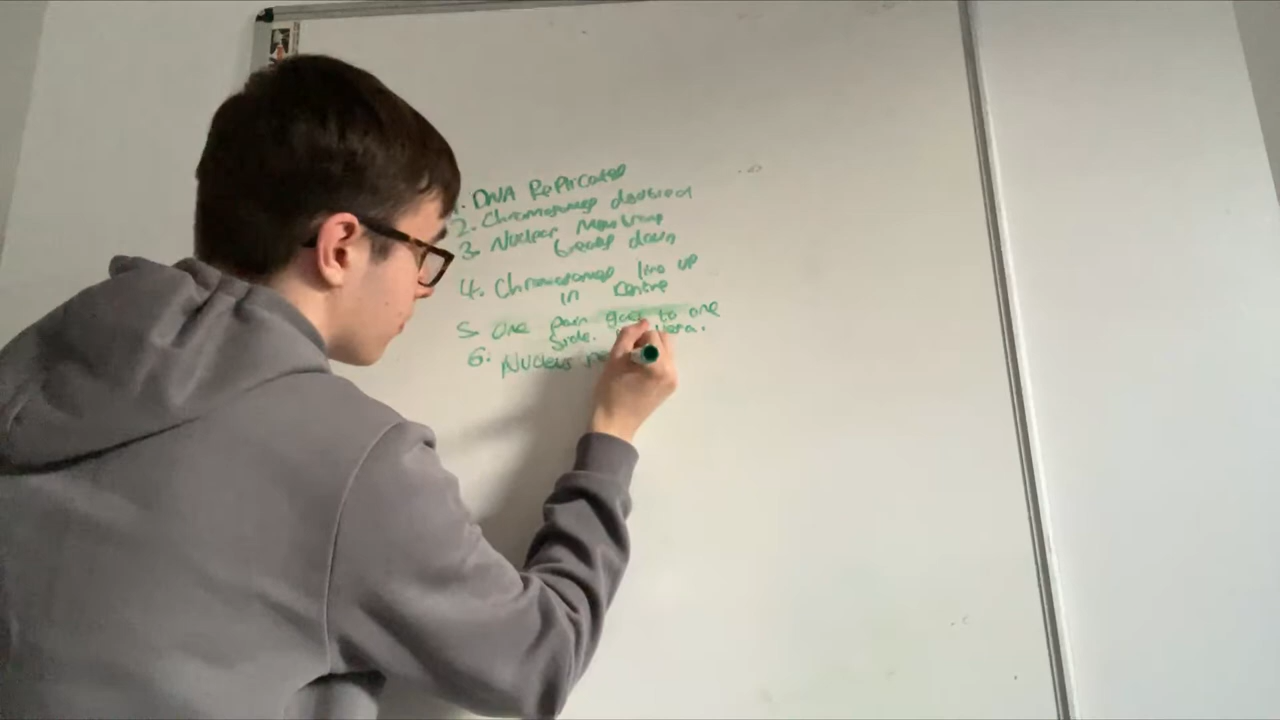 1. DNA Replicated
2. Chromosomes doubled
3. Nuclear Membrane
breaks down
4. Chromosomes line up
in centre
5. One pair goes to one
side.
6. Nucleus